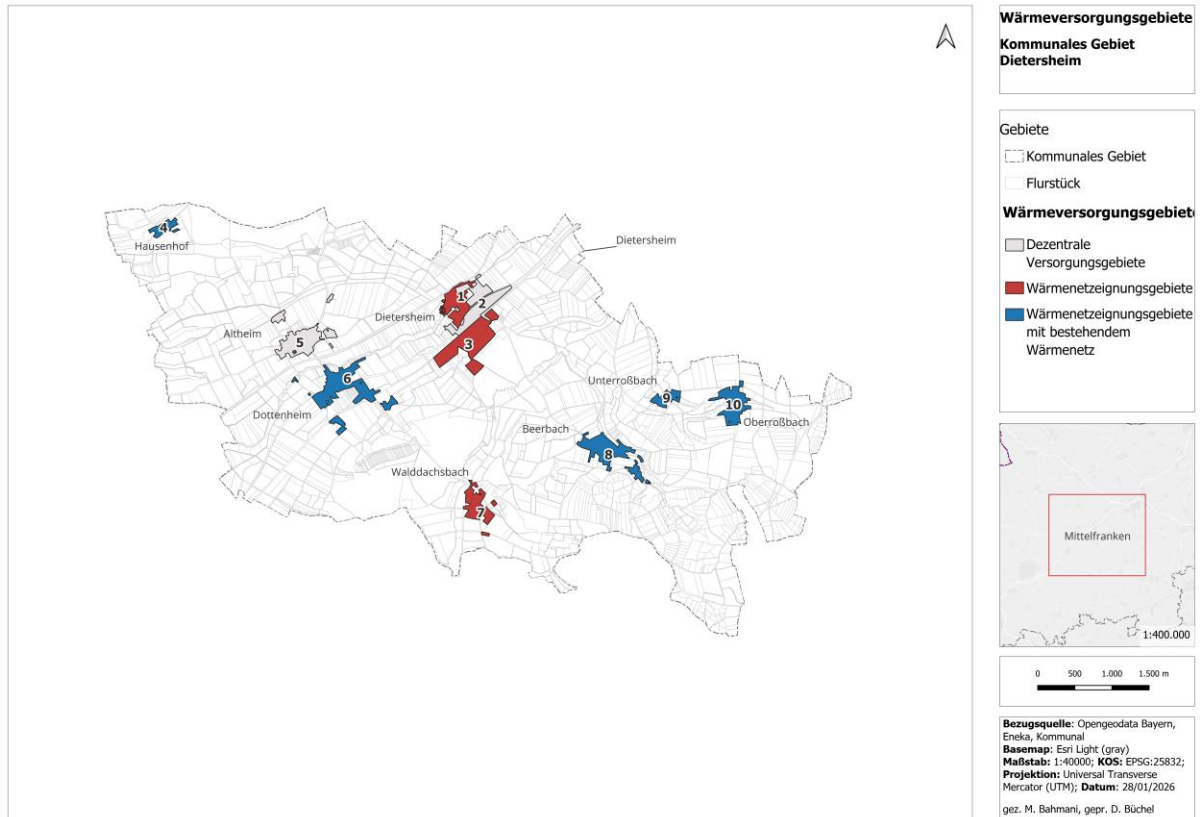 Wärmeversorgungsgebiete
Kommunales Gebiet
Dietersheim
Gebiete
Kommunales Gebiet
Flurstück
Wärmeversorgungsgebiet
Dezentrale
Versorgungsgebiete
Wärmenetzeignungsgebiete
Wärmenetzeignungsgebiete
mit bestehendem
Wärmenetz
4
Hausenhof
Dietersheim
1
2
Dietersheim
Altheim
5
3
6
Dottenheim
Unterroßbach
9
10
Oberroßbach
Beerbach
8
Walddachsbach
7
Mittelfranken
1:400.000
0 500 1.000 1.500 m
Bezugsquelle: Opengeodata Bayern,
Eneka, Kommunal
Basemap: Esri Light (gray)
Maßstab: 1:40000; KOS: EPSG:25832;
Projektion: Universal Transverse
Mercator (UTM); Datum: 28/01/2026
gez. M. Bahmani, gepr. D. Büchel